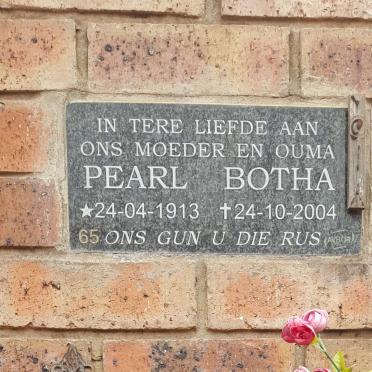 IN TERE LIEFDE AAN
ONS MOEDER EN OUMA
PEARL BOTHA
★24-04-1913 ✝24-10-2004
65 ONS GUN U DIE RUS